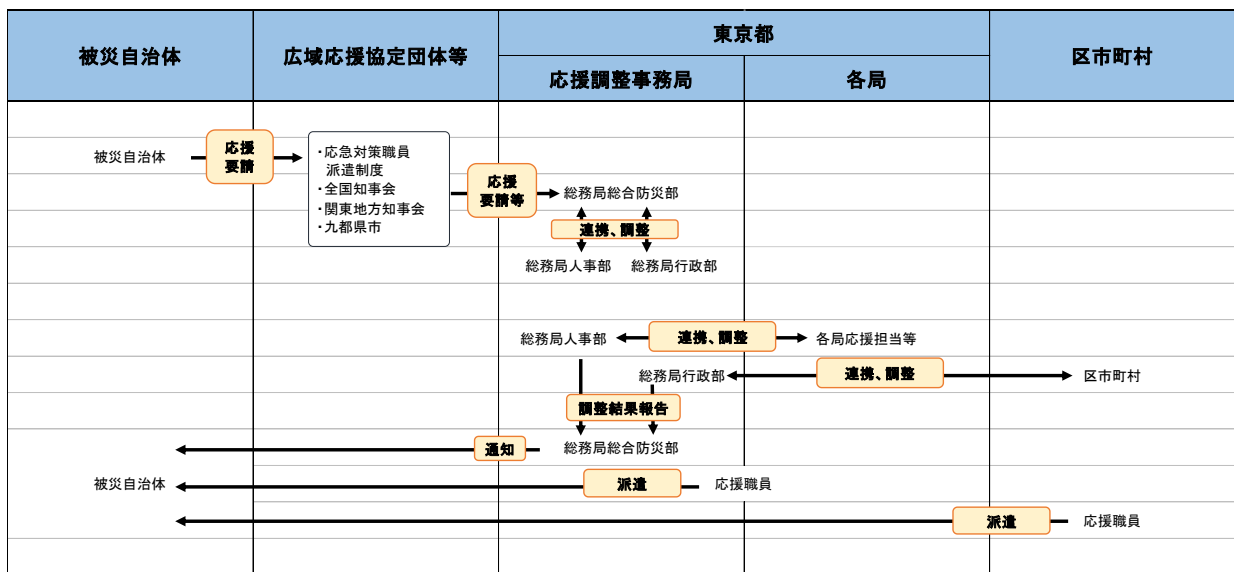 被災自治体
広域応援協定団体等
東京都
応援調整事務局
各局
区市町村
被災自治体
応援
要請
・応急対策職員
派遣制度
・全国知事会
・関東地方知事会
・九都県市
応援
要請等
総務局総合防災部
連携、調整
総務局人事部
総務局行政部
総務局人事部
連携、調整
各局応援担当等
総務局行政部
連携、調整
区市町村
調整結果報告
通知
総務局総合防災部
被災自治体
派遣
応援職員
派遣
応援職員